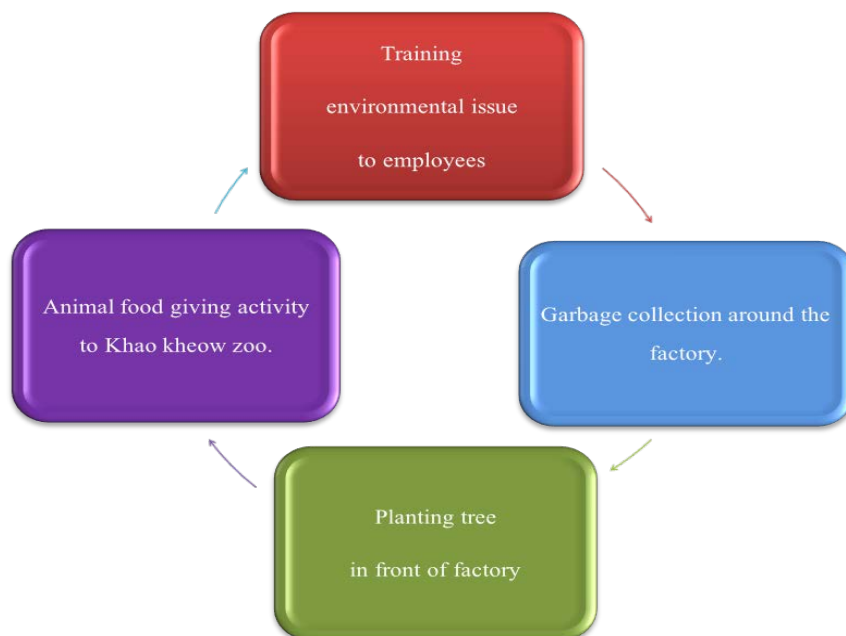 Training
environmental issue
to employees
Animal food giving activity
to Khao kheow zoo.
Garbage collection around the
factory.
Planting tree
in front of factory